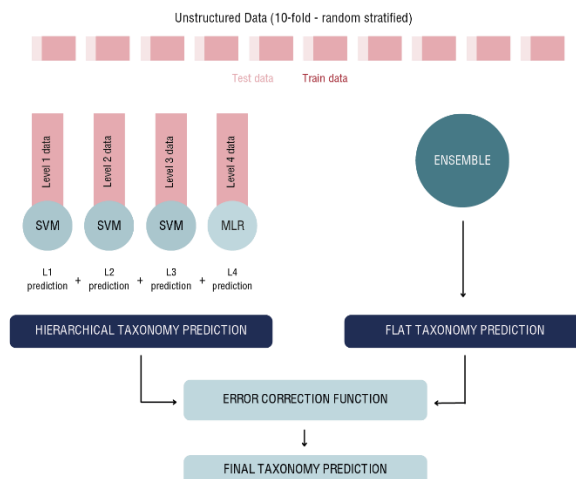 Unstructured Data (10-fold - random stratified)
Test data
Train data
Level 1 data
Level 2 data
Level 3 data
Level 4 data
SVM
SVM
SVM
MLR
ENSEMBLE
L1
prediction
+
L2
prediction
+
L3
prediction
+
L4
prediction
HIERARCHICAL TAXONOMY PREDICTION
FLAT TAXONOMY PREDICTION
ERROR CORRECTION FUNCTION
FINAL TAXONOMY PREDICTION